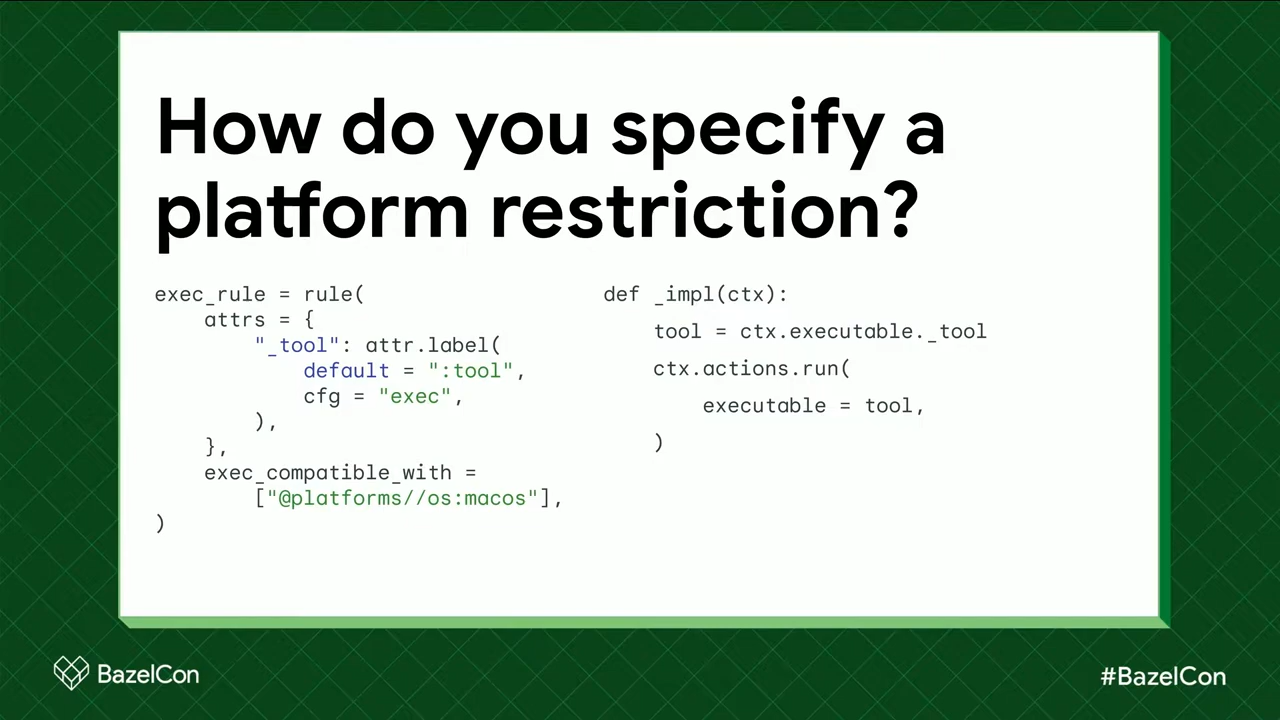 How do you specify a
platform restriction?
exec_rule = rule(
    attrs = {
        "_tool": attr.label(
            default = ":tool",
            cfg = "exec",
        ),
    },
    exec_compatible_with =
        ["@platforms//os:macos"],
)
def _impl(ctx):
    tool = ctx.executable._tool
    ctx.actions.run(
        executable = tool,
    )
BazelCon
#BazelCon